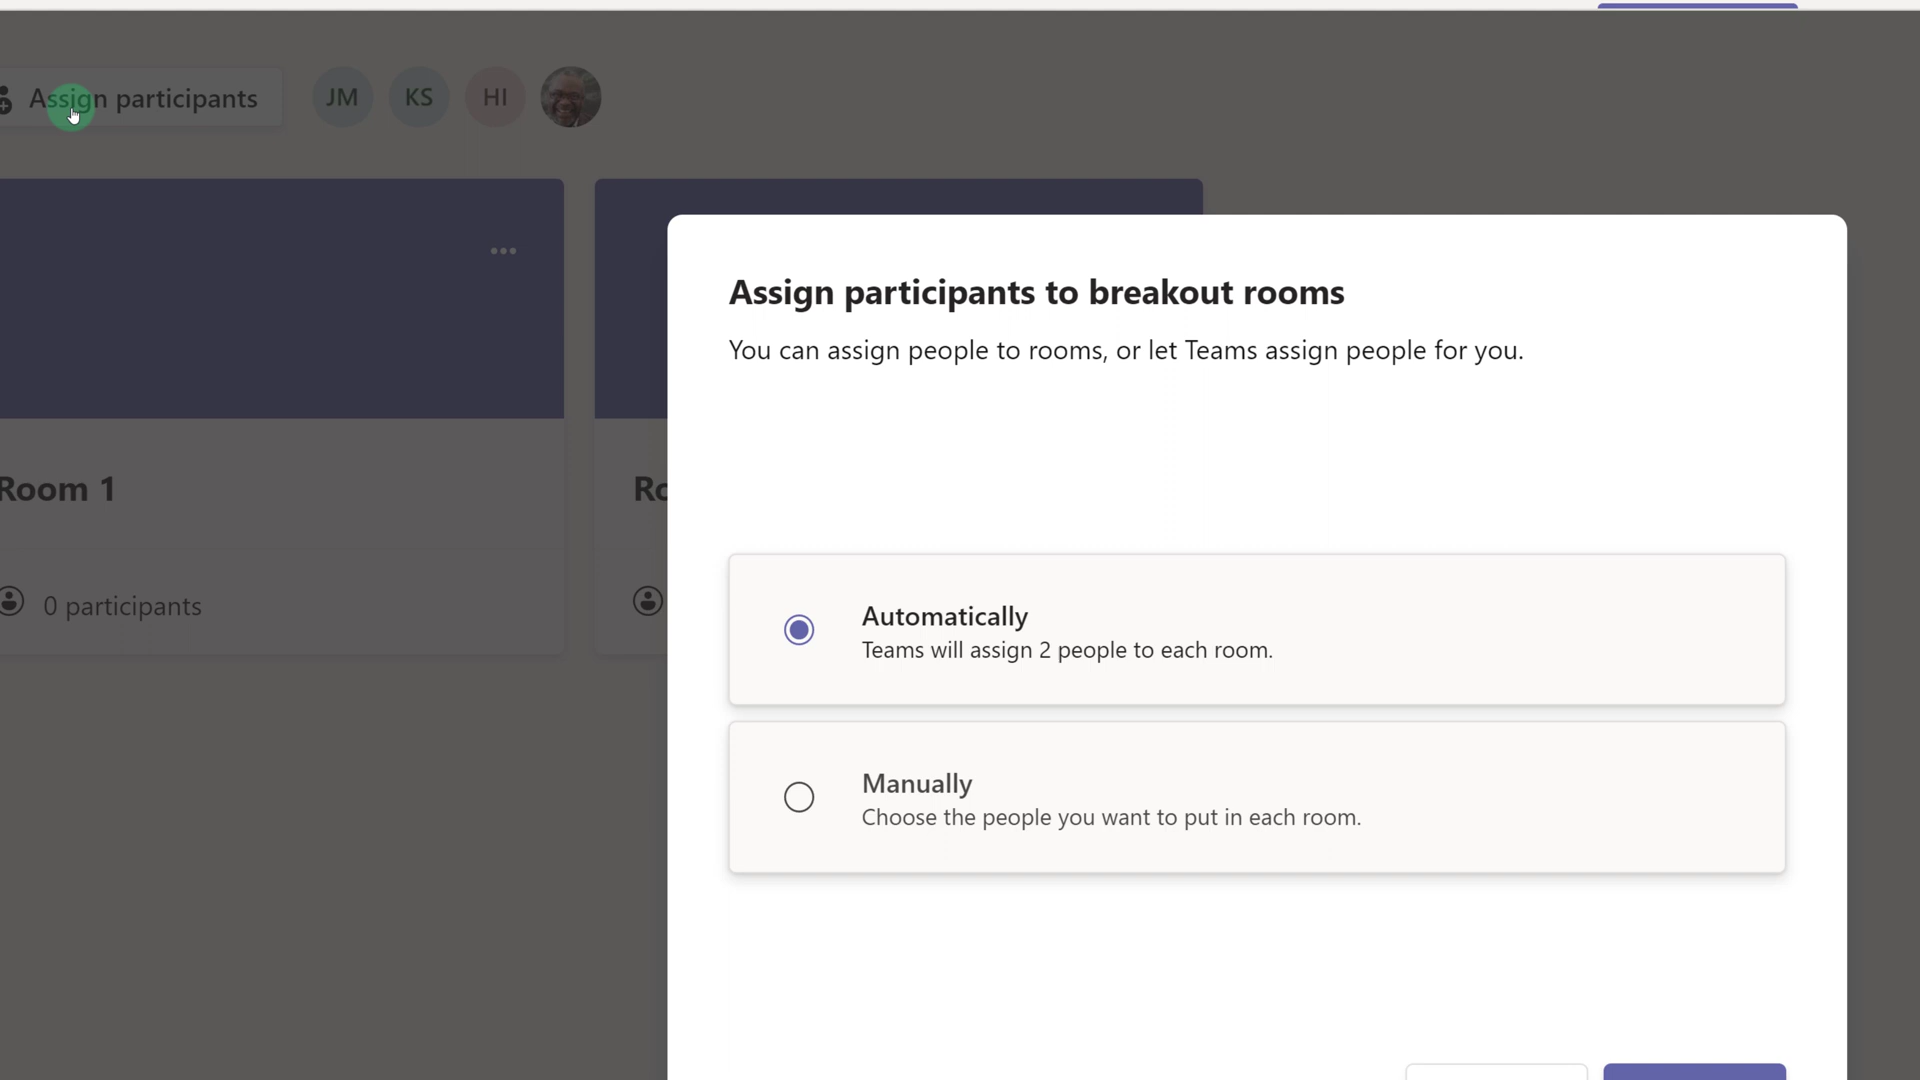 Assign participants
JM
KS
HI
Assign participants to breakout rooms
You can assign people to rooms, or let Teams assign people for you.
Room 1
0 participants
Automatically
Teams will assign 2 people to each room.
Manually
Choose the people you want to put in each room.